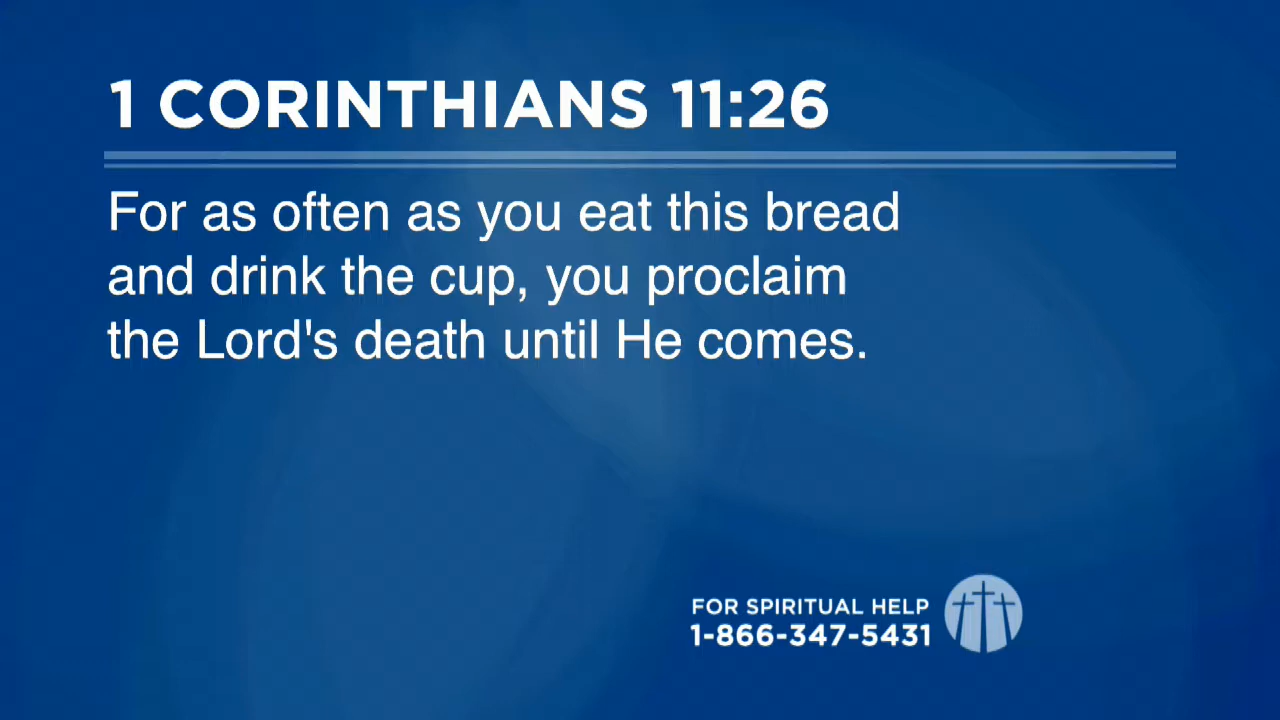 1 CORINTHIANS 11:26
For as often as you eat this bread
and drink the cup, you proclaim
the Lord's death until He comes.
FOR SPIRITUAL HELP
1-866-347-5431